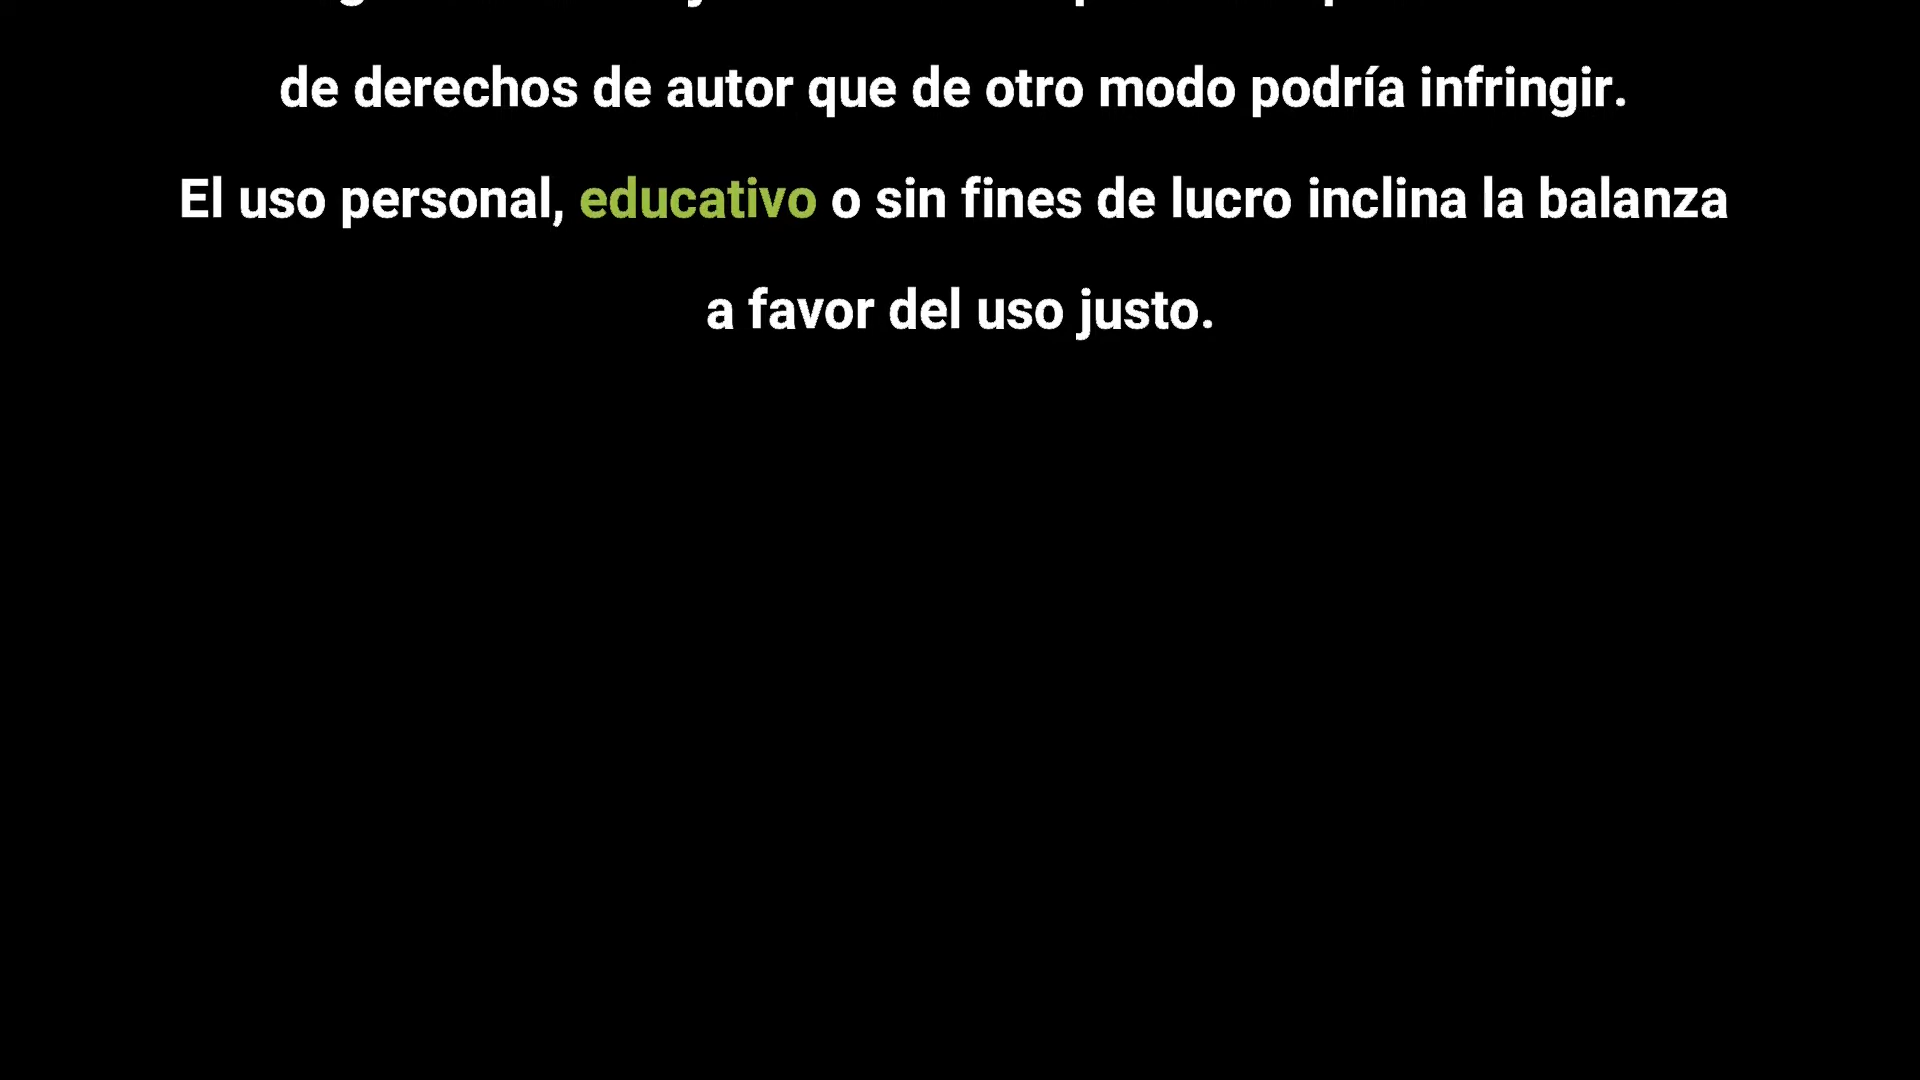 de derechos de autor que de otro modo podría infringir.
El uso personal, educativo o sin fines de lucro inclina la balanza
a favor del uso justo.